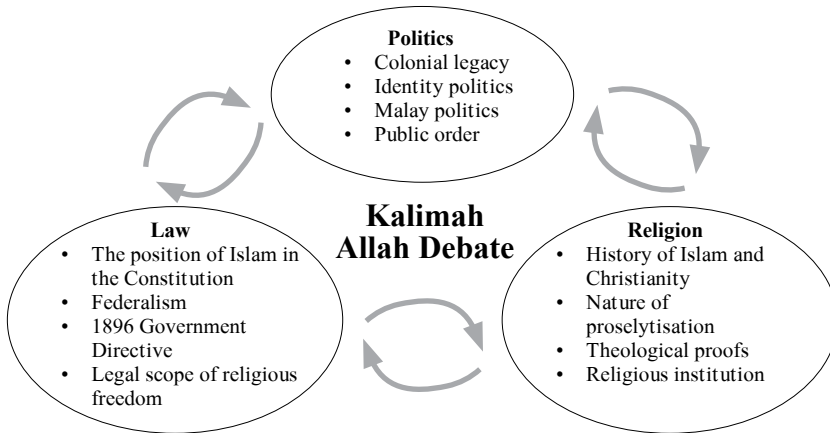 Politics
• Colonial legacy
• Identity politics
• Malay politics
• Public order
Kalimah
Allah Debate
Law
• The position of Islam in
the Constitution
• Federalism
• 1896 Government
Directive
• Legal scope of religious
freedom
Religion
• History of Islam and
Christianity
• Nature of
proselytisation
• Theological proofs
• Religious institution